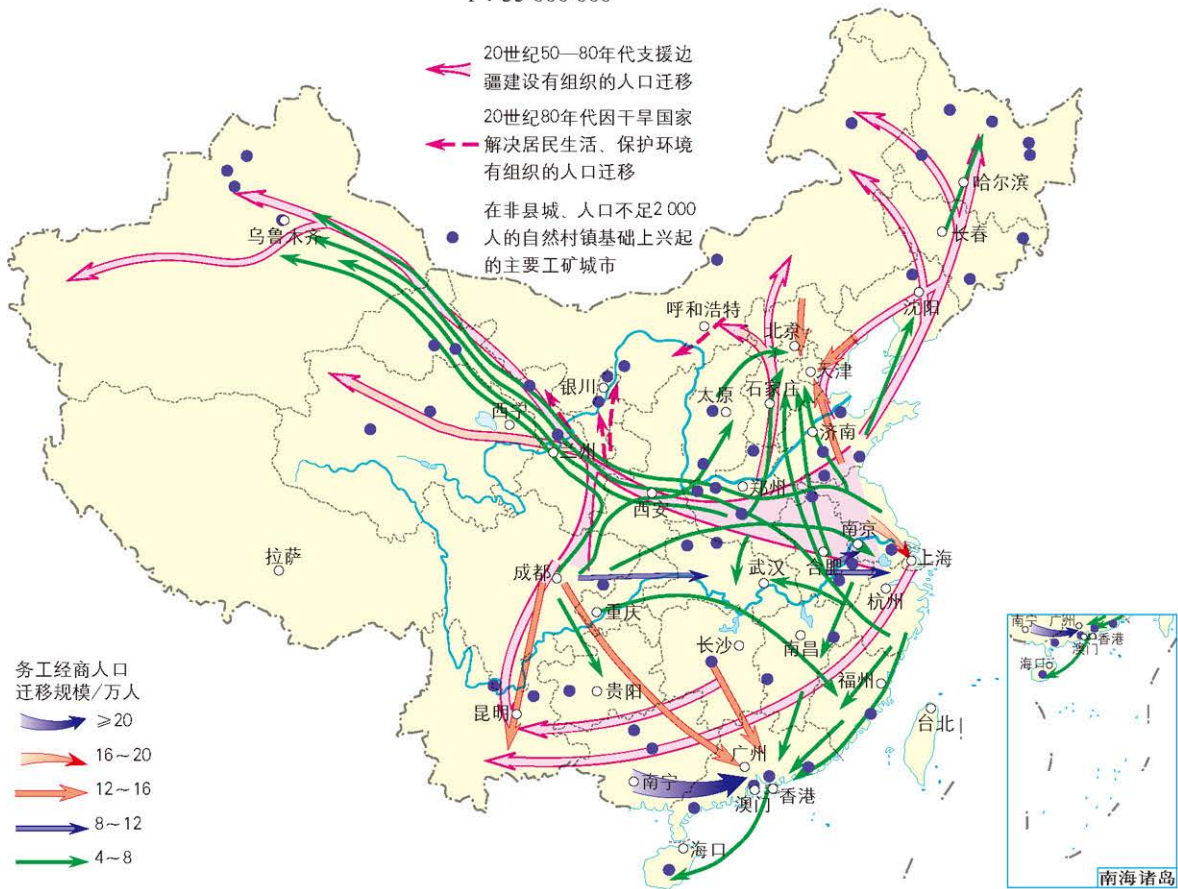 1∶35 000 000
20世纪50—80年代支援边
疆建设有组织的人口迁移
20世纪80年代因干旱国家
解决居民生活、保护环境
有组织的人口迁移
在非县城、人口不足2 000
人的自然村镇基础上兴起
的主要工矿城市
哈尔滨
乌鲁木齐
长春
沈阳
呼和浩特
北京
天津
银川
太原
石家庄
西宁
济南
兰州
西安
郑州
南京
拉萨
成都
武汉
合肥
上海
杭州
重庆
长沙
南昌
贵阳
福州
昆明
台北
广州
南宁
澳门
香港
海口
务工经商人口
迁移规模/万人
≥20
16~20
12~16
8~12
4~8
南宁
广州
香港
澳门
海口
南海诸岛